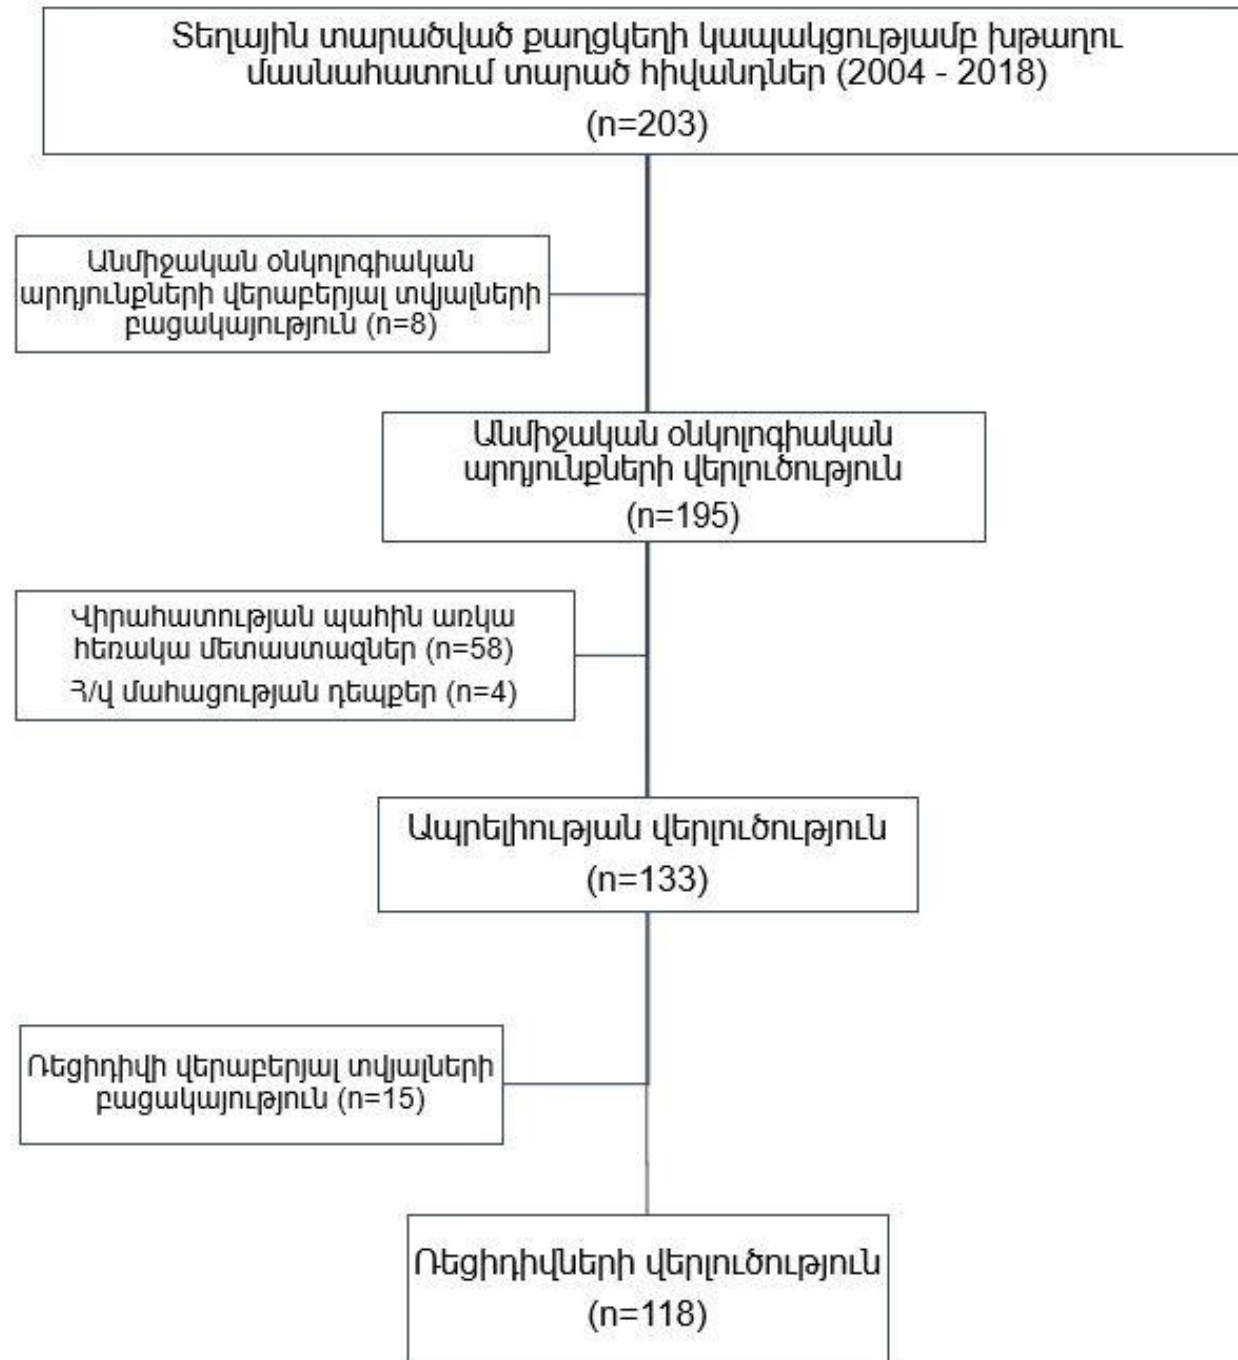 Տեղային տարածված քաղցկեղի կապակցությամբ խթաղու
մասնահատում տարած հիվանդներ (2004 - 2018)
(n=203)
Անմիջական օնկոլոգիական
արդյունքների վերաբերյալ տվյալների
բացակայություն (n=8)
Անմիջական օնկոլոգիական
արդյունքների վերլուծություն
(n=195)
Վիրահատության պահին առկա
հեռակա մետաստազներ (n=58)
Հ/վ մահացության դեպքեր (n=4)
Ապրելիության վերլուծություն
(n=133)
Ռեցիդիվի վերաբերյալ տվյալների
բացակայություն (n=15)
Ռեցիդիվների վերլուծություն
(n=118)